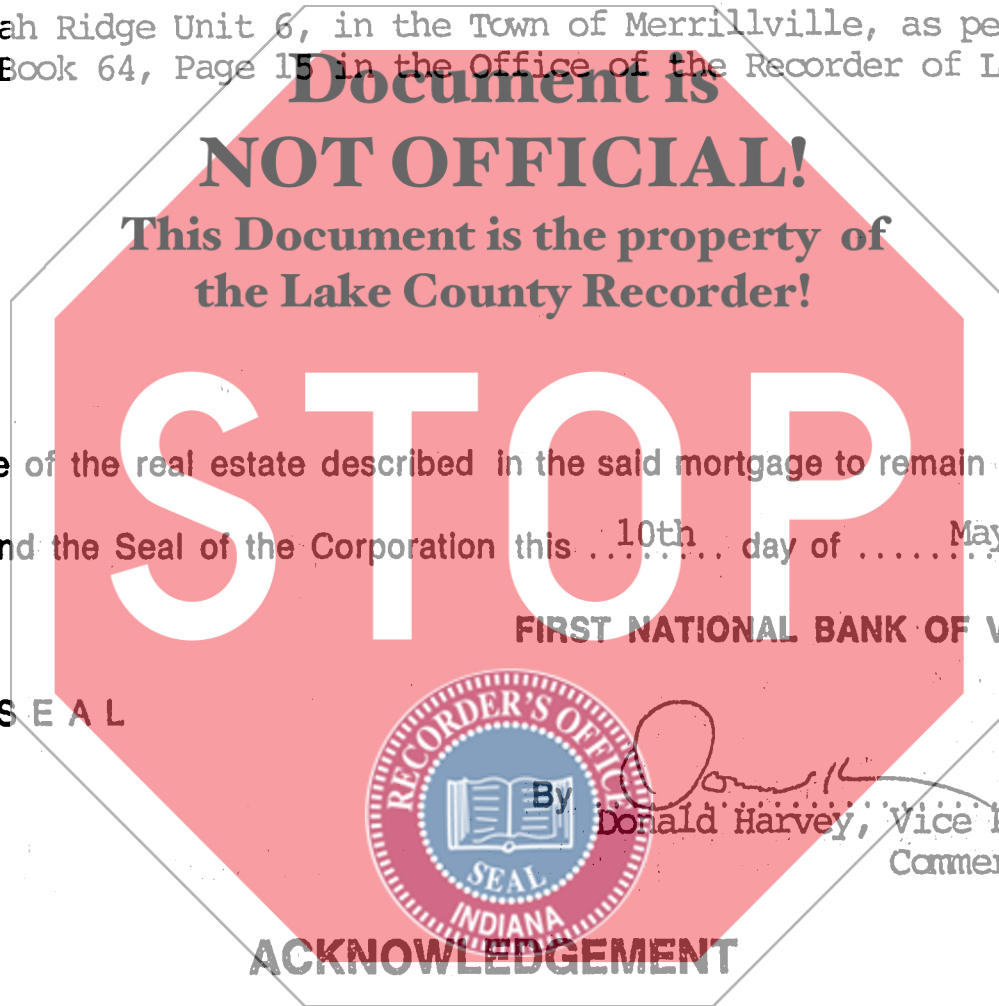 ah Ridge Unit 6, in the Town of Merrillville, as pe
Book 64, Page 15 in the Office of the Recorder of L
Document is
NOT OFFICIAL!
This Document is the property of
the Lake County Recorder!
STOP
e of the real estate described in the said mortgage to remain
nd the Seal of the Corporation this ..10th.. day of ......May
FIRST NATIONAL BANK OF V
SEAL
RECORDER'S OFFICE
SEAL
INDIANA
By
Donald Harvey, Vice P
Commer
ACKNOWLEDGEMENT